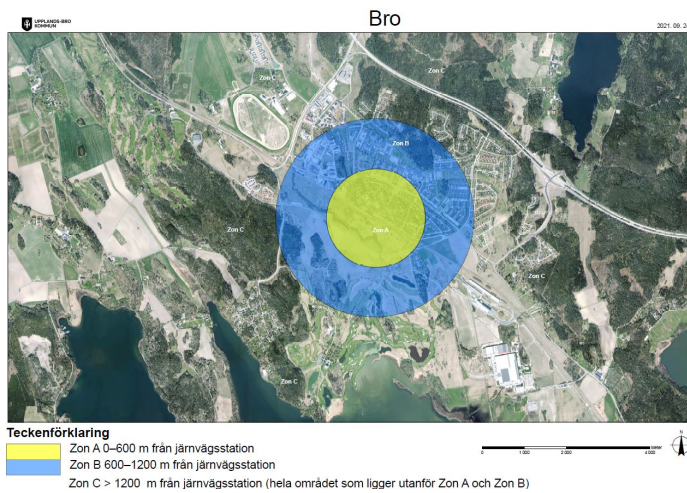 UPPLANDS-BRO
KOMMUN
Bro
2021. 09. 2
Zon C
Zon C
Zon B
Zon A
Zon C
Zon C
Zon C
Teckenförklaring
Zon A 0–600 m från järnvägsstation
Zon B 600–1200 m från järnvägsstation
Zon C > 1200 m från järnvägsstation (hela området som ligger utanför Zon A och Zon B)
meter
0 1 000 2 000 4 000
N